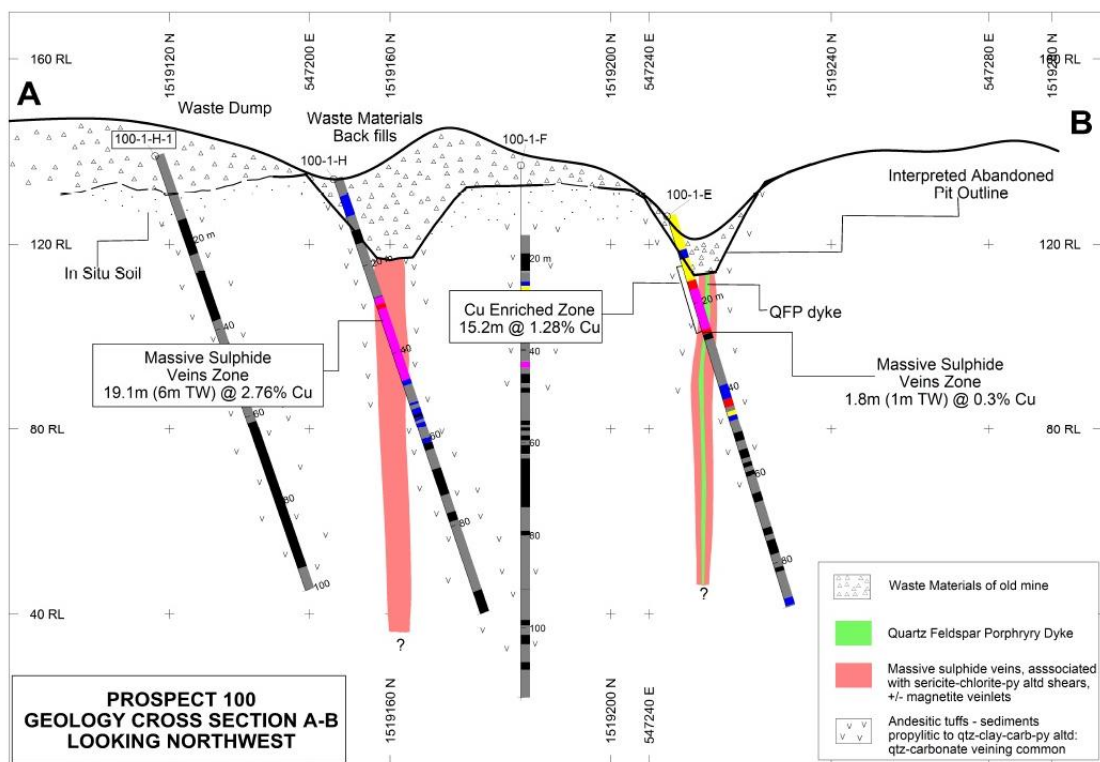 1519120 N
547200 E
1519160 N
1519200 N
547240 E
1519240 N
547280 E
1519280 N
160 RL
A
Waste Dump
Waste Materials
Back fills
B
100-1-H-1
100-1-H
100-1-F
100-1-E
Interpreted Abandoned
Pit Outline
120 RL
120 RL
In Situ Soil
20 m
20 m
20 m
20 m
QFP dyke
Cu Enriched Zone
15.2m @ 1.28% Cu
Massive Sulphide
Veins Zone
19.1m (6m TW) @ 2.76% Cu
Massive Sulphide
Veins Zone
1.8m (1m TW) @ 0.3% Cu
40
40
40
40
80 RL
80 RL
60
60
60
60
80
80
80
80
100
100
40 RL
40 RL
?
?
1519160 N
1519200 N
547240 E
PROSPECT 100
GEOLOGY CROSS SECTION A-B
LOOKING NORTHWEST
Waste Materials of old mine
Quartz Feldspar Porphryry Dyke
Massive sulphide veins, asssociated
with sericite-chlorite-py altd shears,
+/- magnetite veinlets
Andesitic tuffs - sediments
propylitic to qtz-clay-carb-py altd:
qtz-carbonate veining common